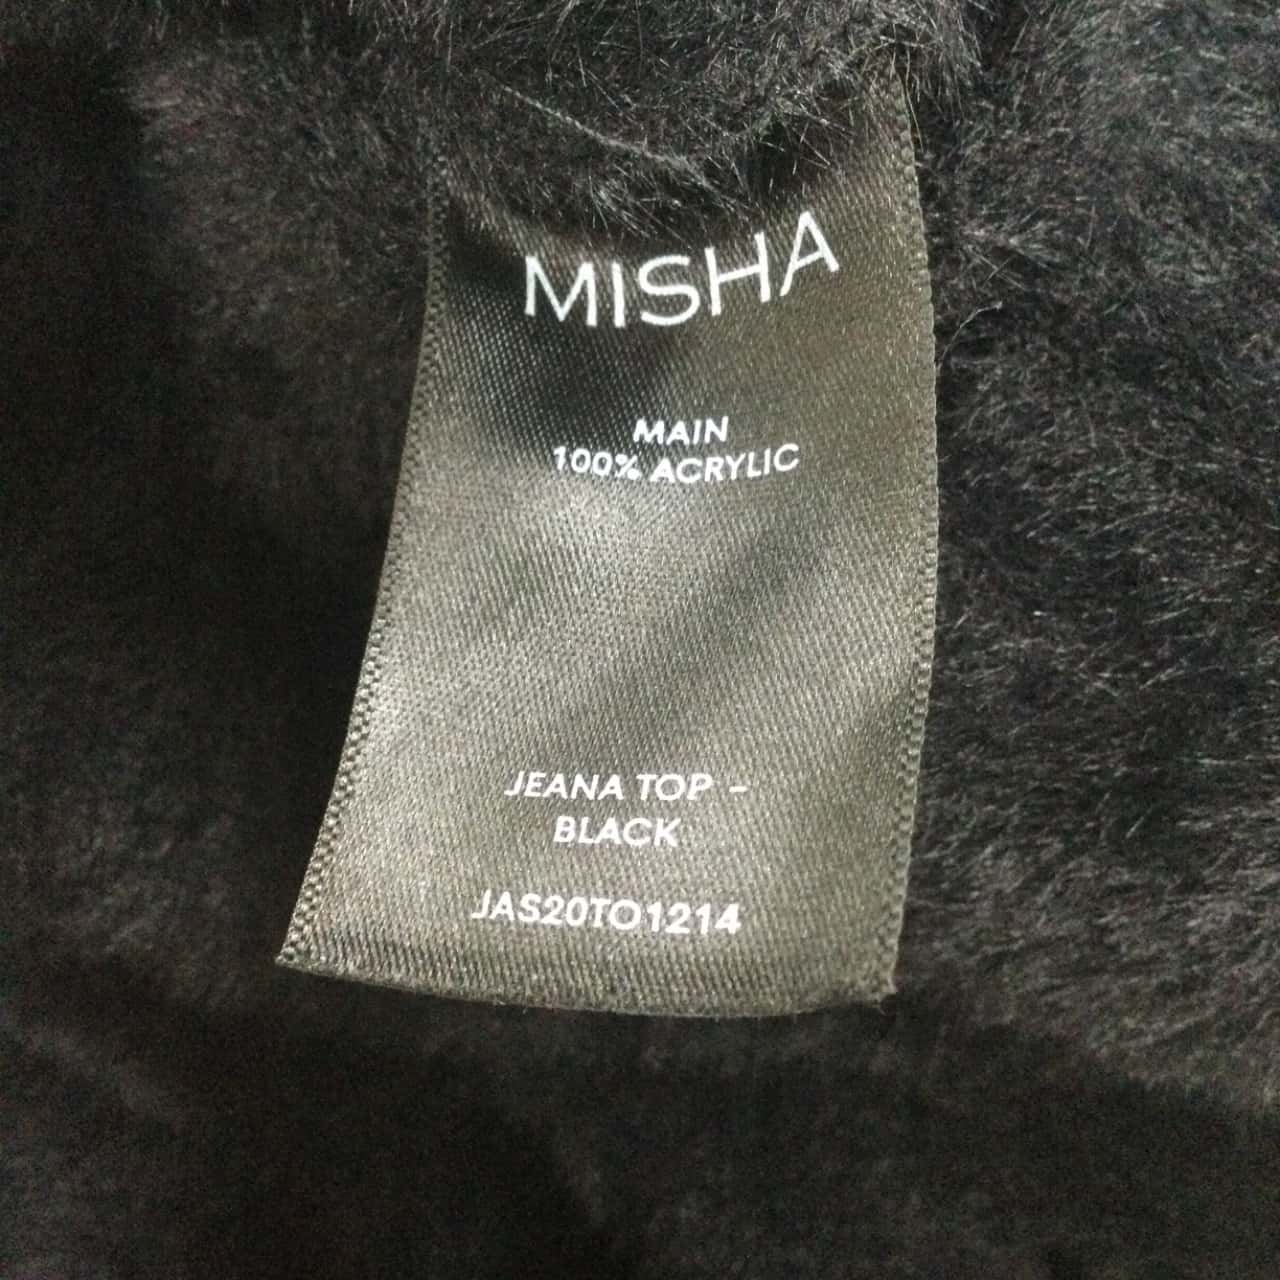 MISHA
MAIN
100% ACRYLIC
JEANA TOP -
BLACK
JAS20TO1214